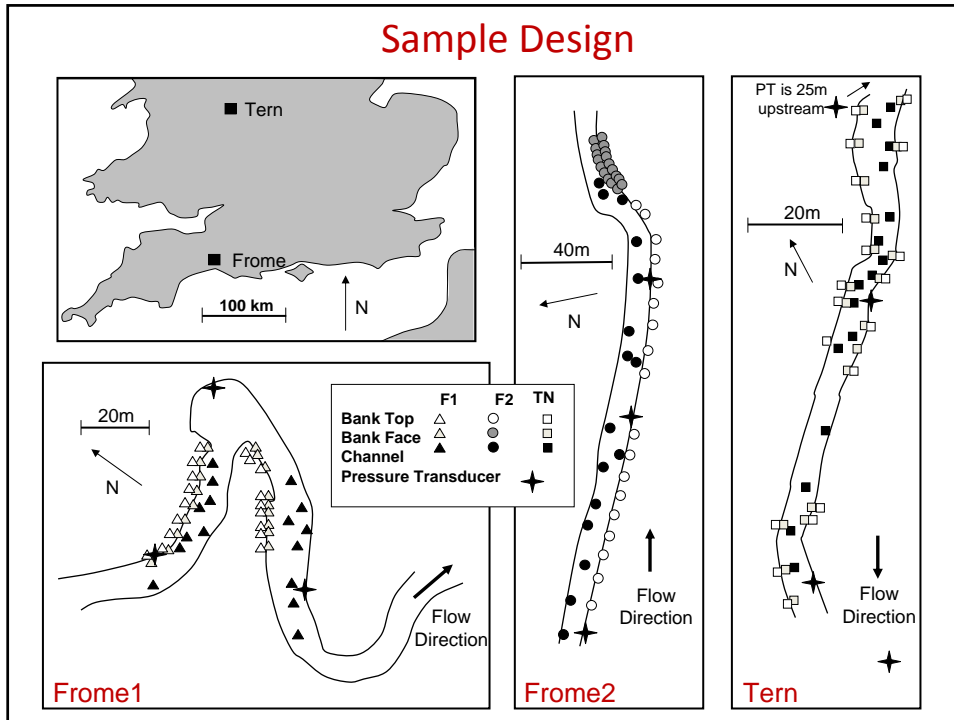 Sample Design
Tern
Frome
100 km
N
20m
N
Flow
Direction
Frome1
F1 F2 TN
Bank Top
Bank Face
Channel
Pressure Transducer
40m
N
Flow
Direction
Frome2
PT is 25m
upstream
20m
N
Flow
Direction
Tern